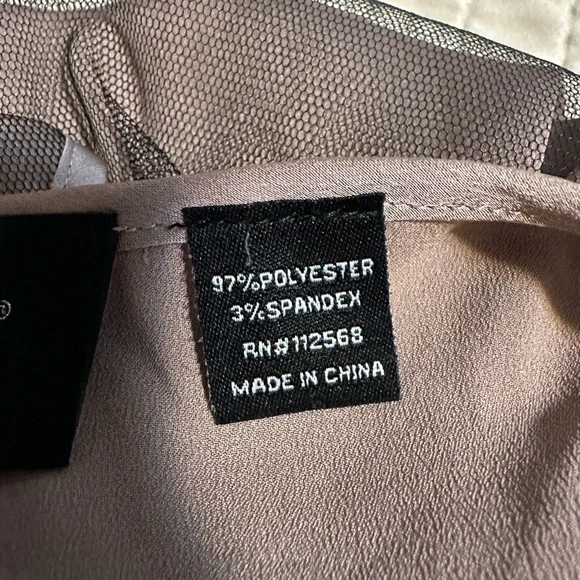 97%POLYESTER
3%SPANDEX
RN#112568
MADE IN CHINA
®